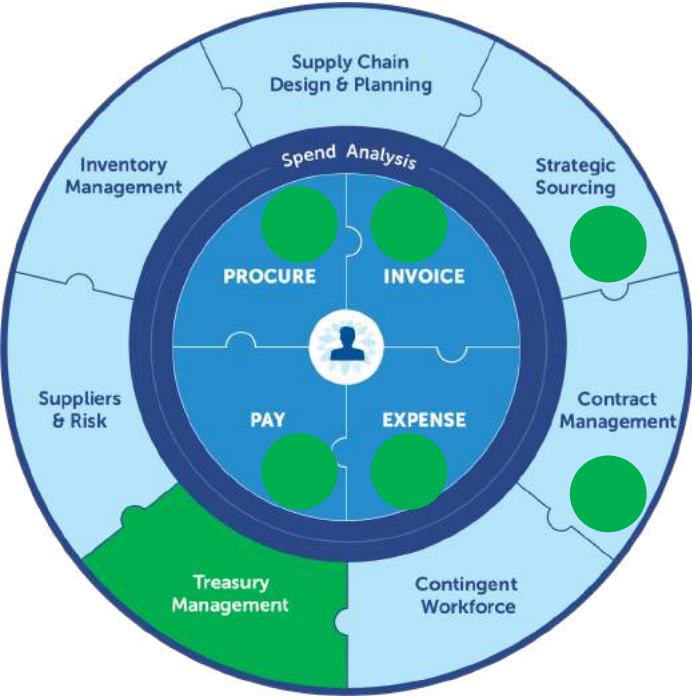 Supply Chain
Design & Planning
Inventory
Management
Strategic
Sourcing
Spend Analysis
PROCURE
INVOICE
Suppliers
& Risk
PAY
EXPENSE
Contract
Management
Treasury
Management
Contingent
Workforce